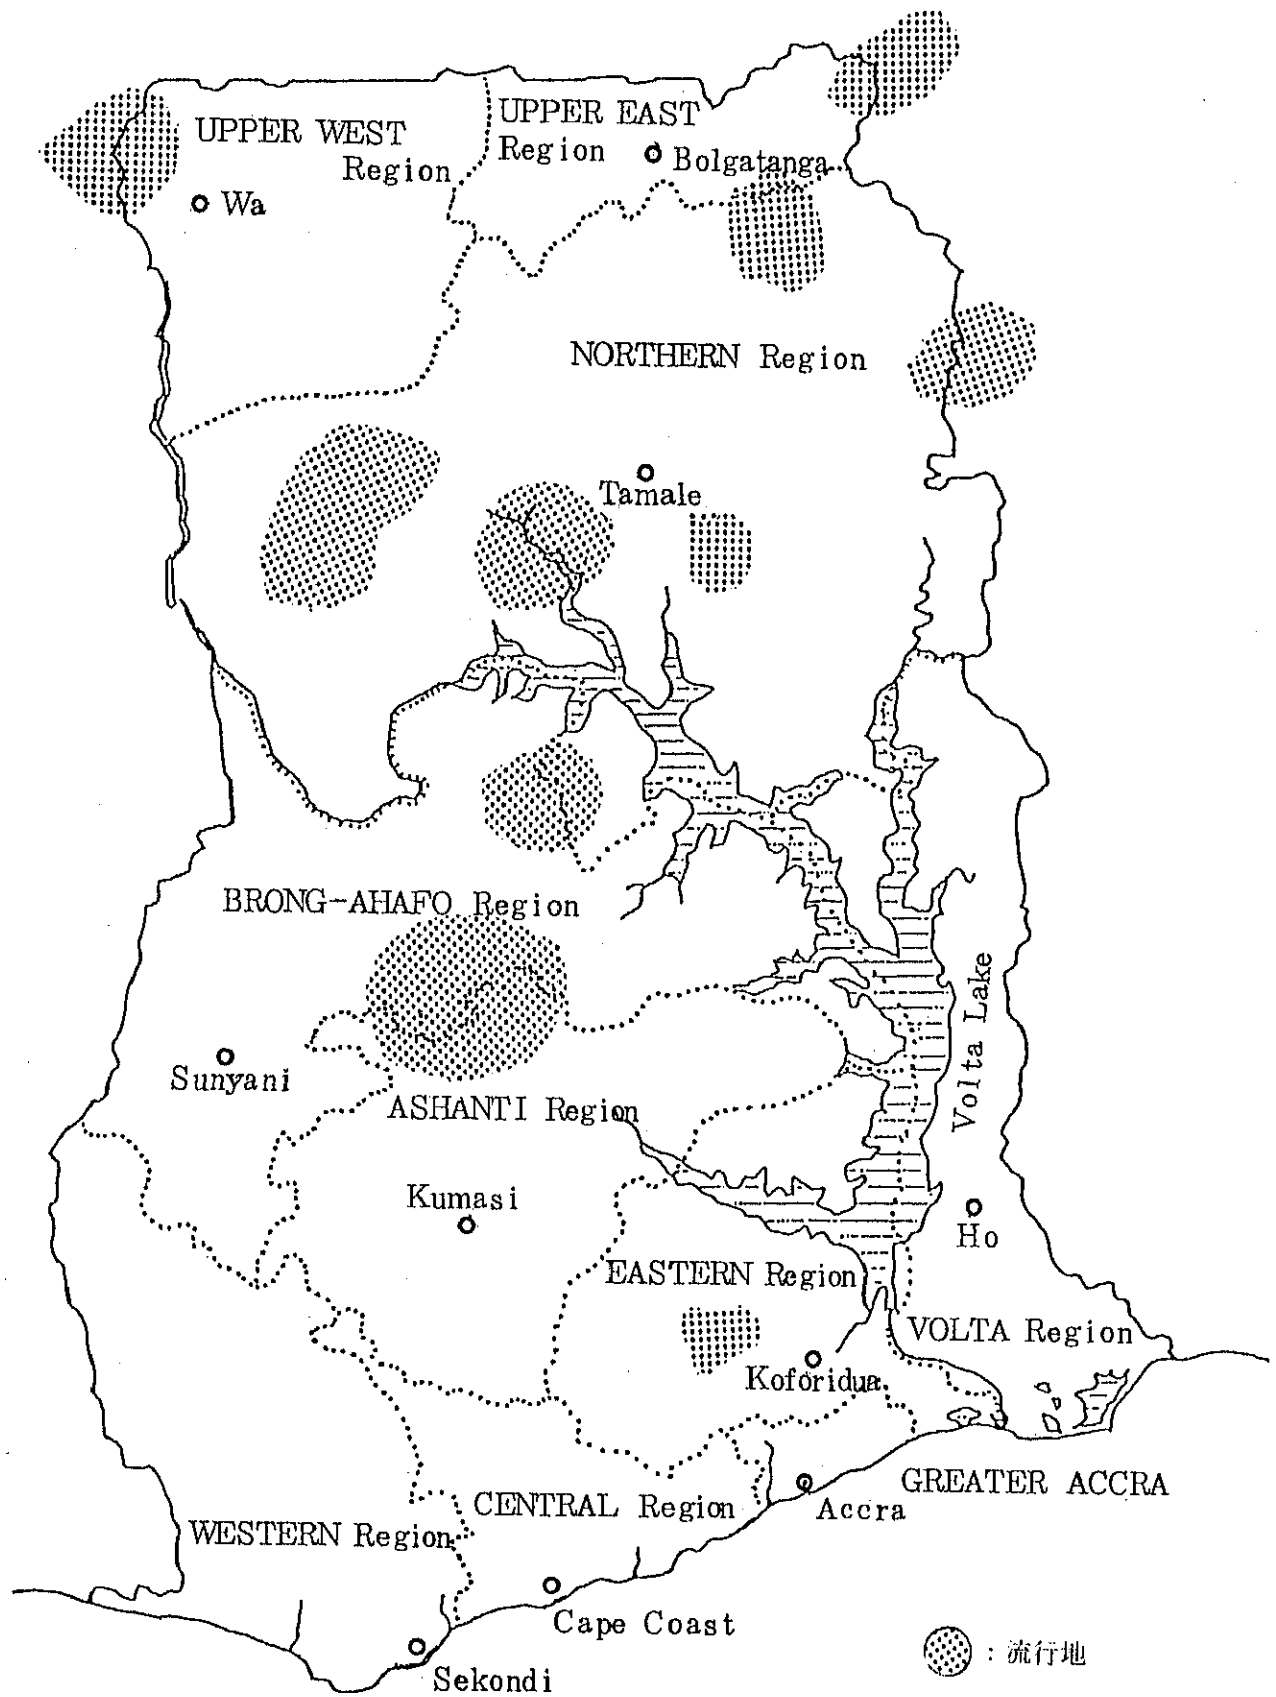 UPPER WEST
Region
UPPER EAST
Region
Bolgatanga
Wa
NORTHERN Region
Tamale
BRONG-AHAFO Region
Volta Lake
Sunyani
ASHANTI Region
Kumasi
Ho
EASTERN Region
VOLTA Region
Koforidua
GREATER ACCRA
CENTRAL Region
Accra
WESTERN Region
Cape Coast
Sekondi
: 流行地